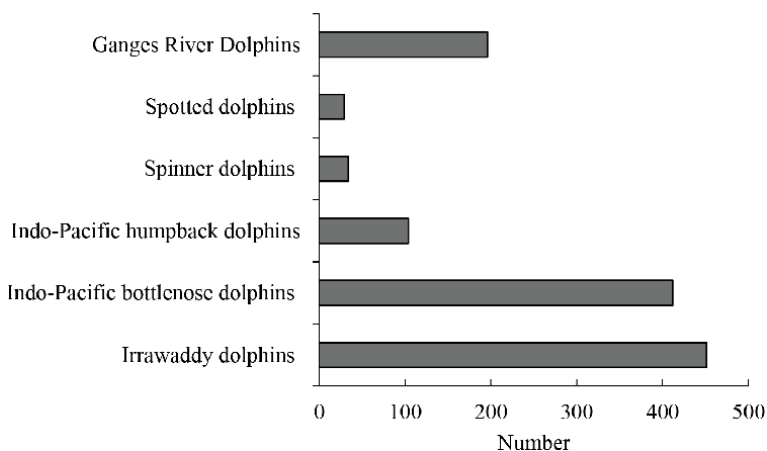 Ganges River Dolphins
Spotted dolphins
Spinner dolphins
Indo-Pacific humpback dolphins
Indo-Pacific bottlenose dolphins
Irrawaddy dolphins
0 100 200 300 400 500
Number